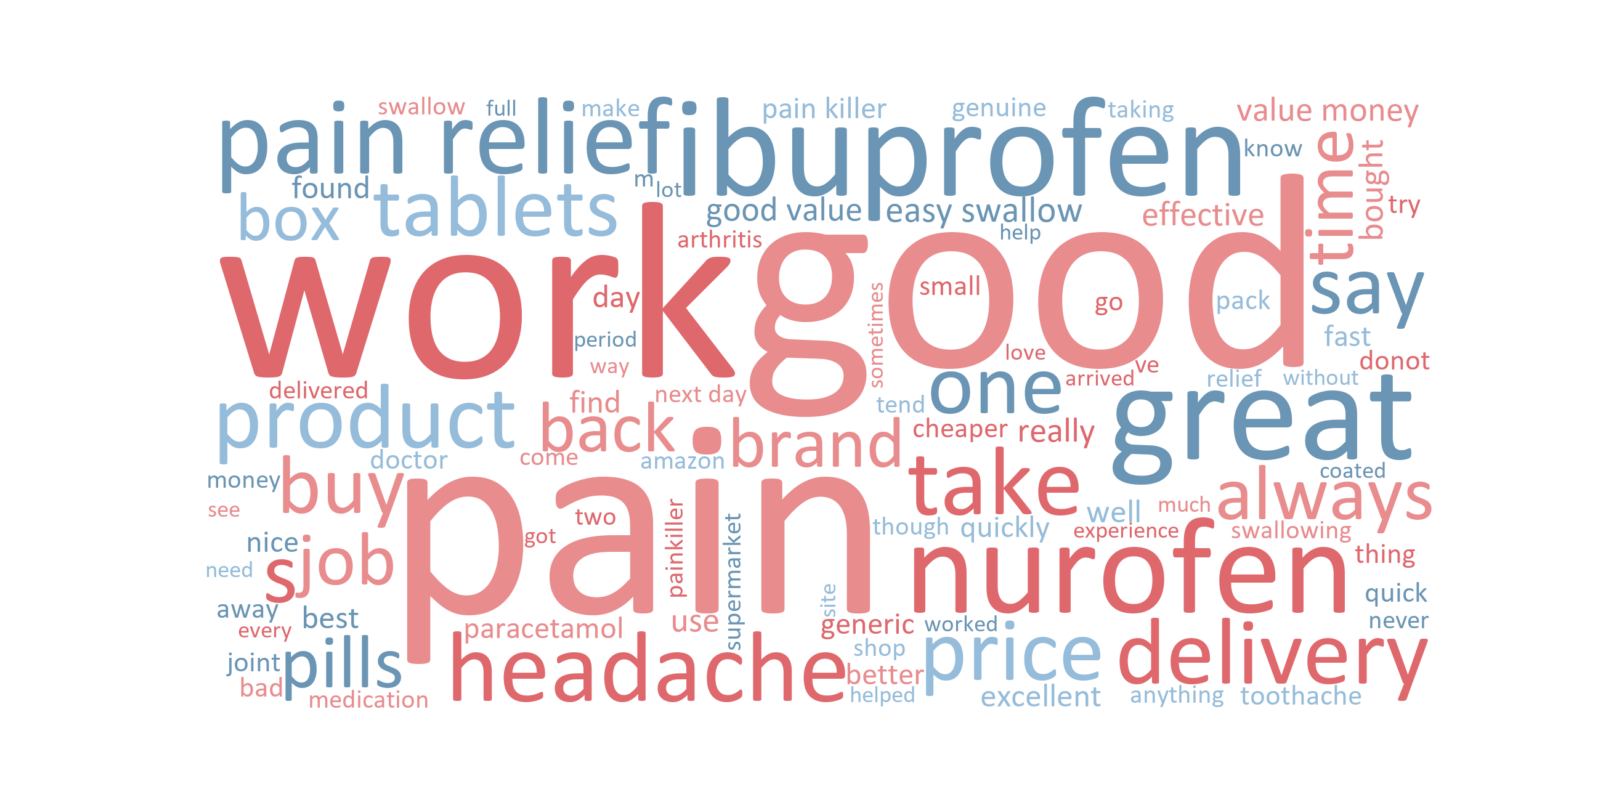 swallow full make pain killer genuine taking value money
pain relief ibuprofen know time bought
found m lot try
box tablets good value easy swallow effective
arthritis help
work good say
day small go pack
sometimes
period fast
way love ve donot
delivered next day arrived relief without
product find tend one great
back brand cheaper really
doctor come amazon
money buy take coated
see pain much always
two well
got painkiller supermarket though quickly experience swallowing
nice job nurofen thing
need s
away best site quick
every paracetamol use generic worked never
joint pills headache shop price delivery
bad better
medication helped excellent anything toothache